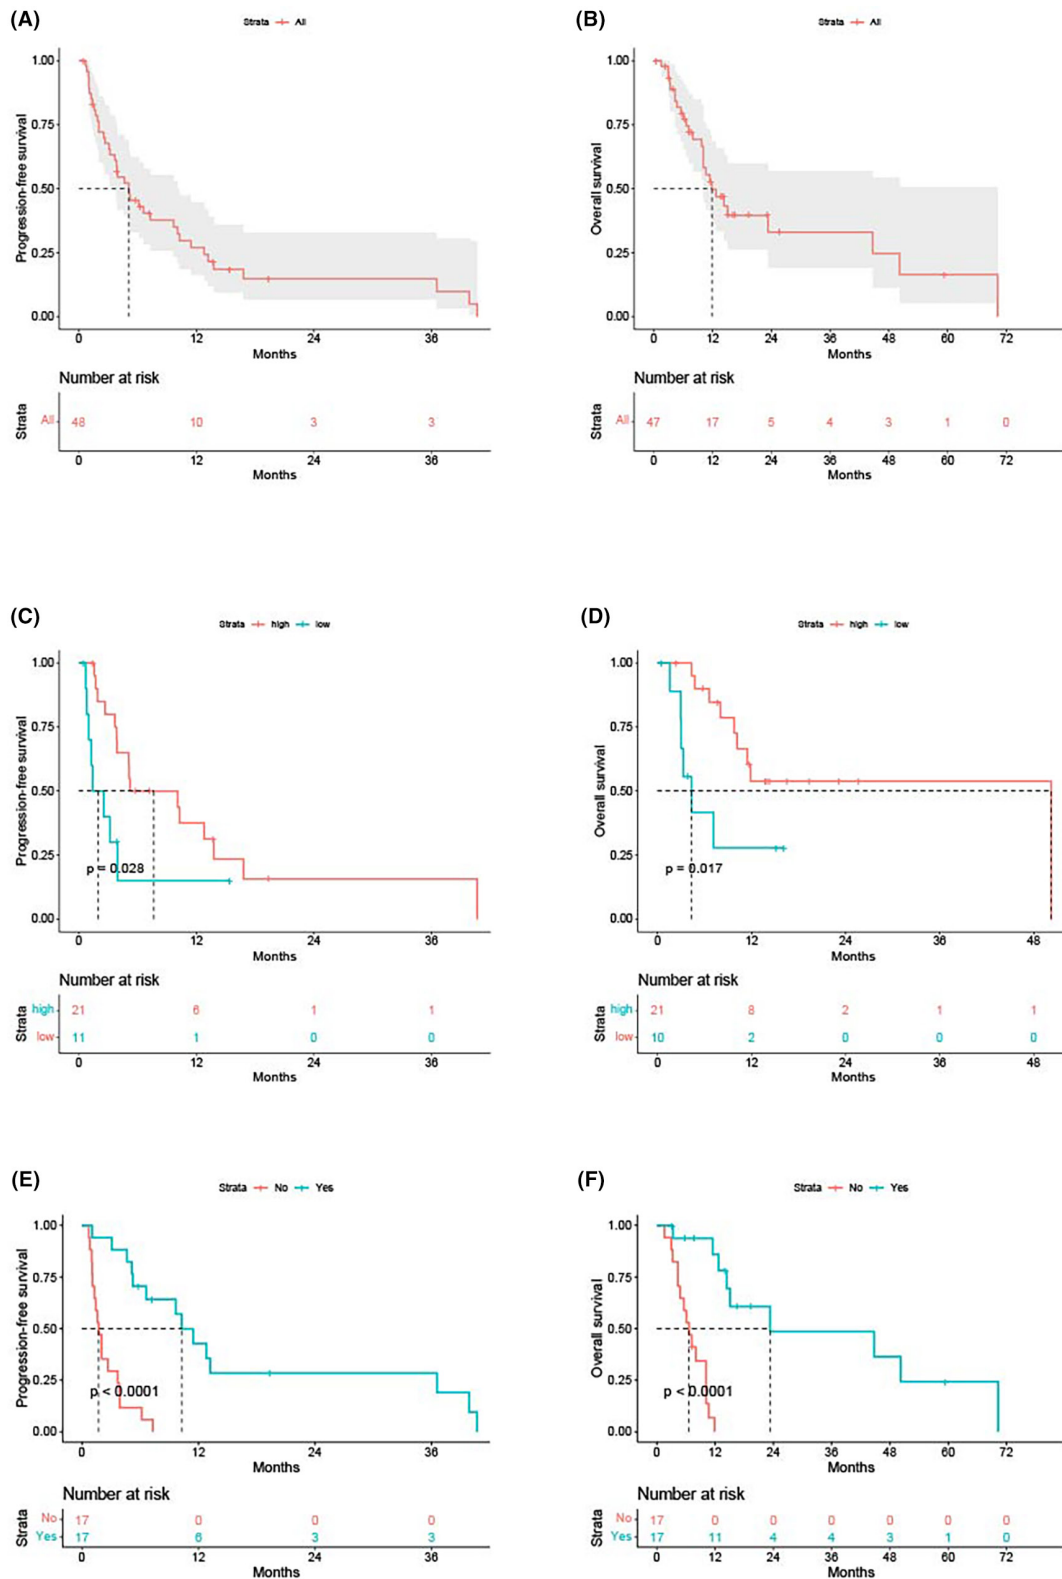 (A)
Strata All
Progression-free survival
1.00
0.75
0.50
0.25
0.00
0 12 24 36
Months
Number at risk
Strata
All 48 10 3 3
0 12 24 36
Months
(B)
Strata All
Overall survival
1.00
0.75
0.50
0.25
0.00
0 12 24 36 48 60 72
Months
Number at risk
Strata
All 47 17 5 4 3 1 0
0 12 24 36 48 60 72
Months
(C)
Strata high low
Progression-free survival
1.00
0.75
0.50
0.25
0.00
p = 0.028
0 12 24 36
Months
Number at risk
Strata
high 21 6 1 1
low 11 1 0 0
0 12 24 36
Months
(D)
Strata high low
Overall survival
1.00
0.75
0.50
0.25
0.00
p = 0.017
0 12 24 36 48
Months
Number at risk
Strata
high 21 8 2 1 1
low 10 2 0 0 0
0 12 24 36 48
Months
(E)
Strata No Yes
Progression-free survival
1.00
0.75
0.50
0.25
0.00
p < 0.0001
0 12 24 36
Months
Number at risk
Strata
No 17 0 0 0
Yes 17 6 3 3
0 12 24 36
Months
(F)
Strata No Yes
Overall survival
1.00
0.75
0.50
0.25
0.00
p < 0.0001
0 12 24 36 48 60 72
Months
Number at risk
Strata
No 17 0 0 0 0 0 0
Yes 17 11 4 4 3 1 0
0 12 24 36 48 60 72
Months